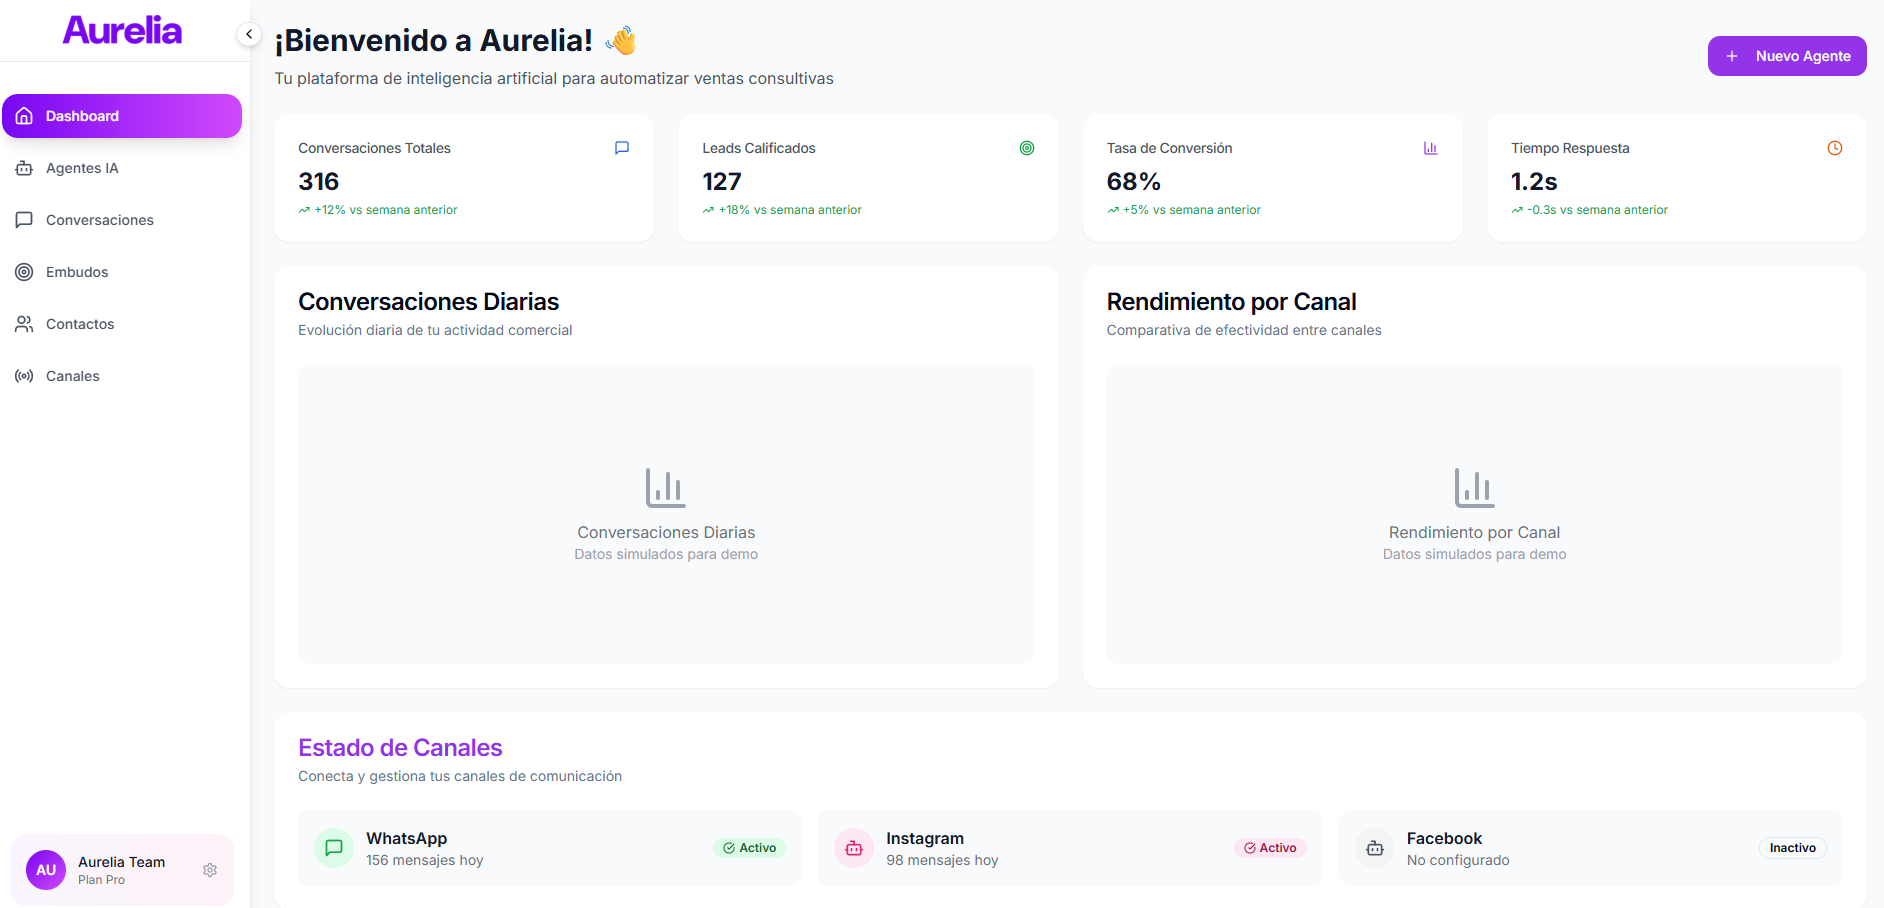 Aurelia
Dashboard
Agentes IA
Conversaciones
Embudos
Contactos
Canales
AU
Aurelia Team
Plan Pro
¡Bienvenido a Aurelia! 👋
Tu plataforma de inteligencia artificial para automatizar ventas consultivas
Nuevo Agente
Conversaciones Totales
316
+12% vs semana anterior
Leads Calificados
127
+18% vs semana anterior
Tasa de Conversión
68%
+5% vs semana anterior
Tiempo Respuesta
1.2s
-0.3s vs semana anterior
Conversaciones Diarias
Evolución diaria de tu actividad comercial
Conversaciones Diarias
Datos simulados para demo
Rendimiento por Canal
Comparativa de efectividad entre canales
Rendimiento por Canal
Datos simulados para demo
Estado de Canales
Conecta y gestiona tus canales de comunicación
WhatsApp
156 mensajes hoy
Activo
Instagram
98 mensajes hoy
Activo
Facebook
No configurado
Inactivo